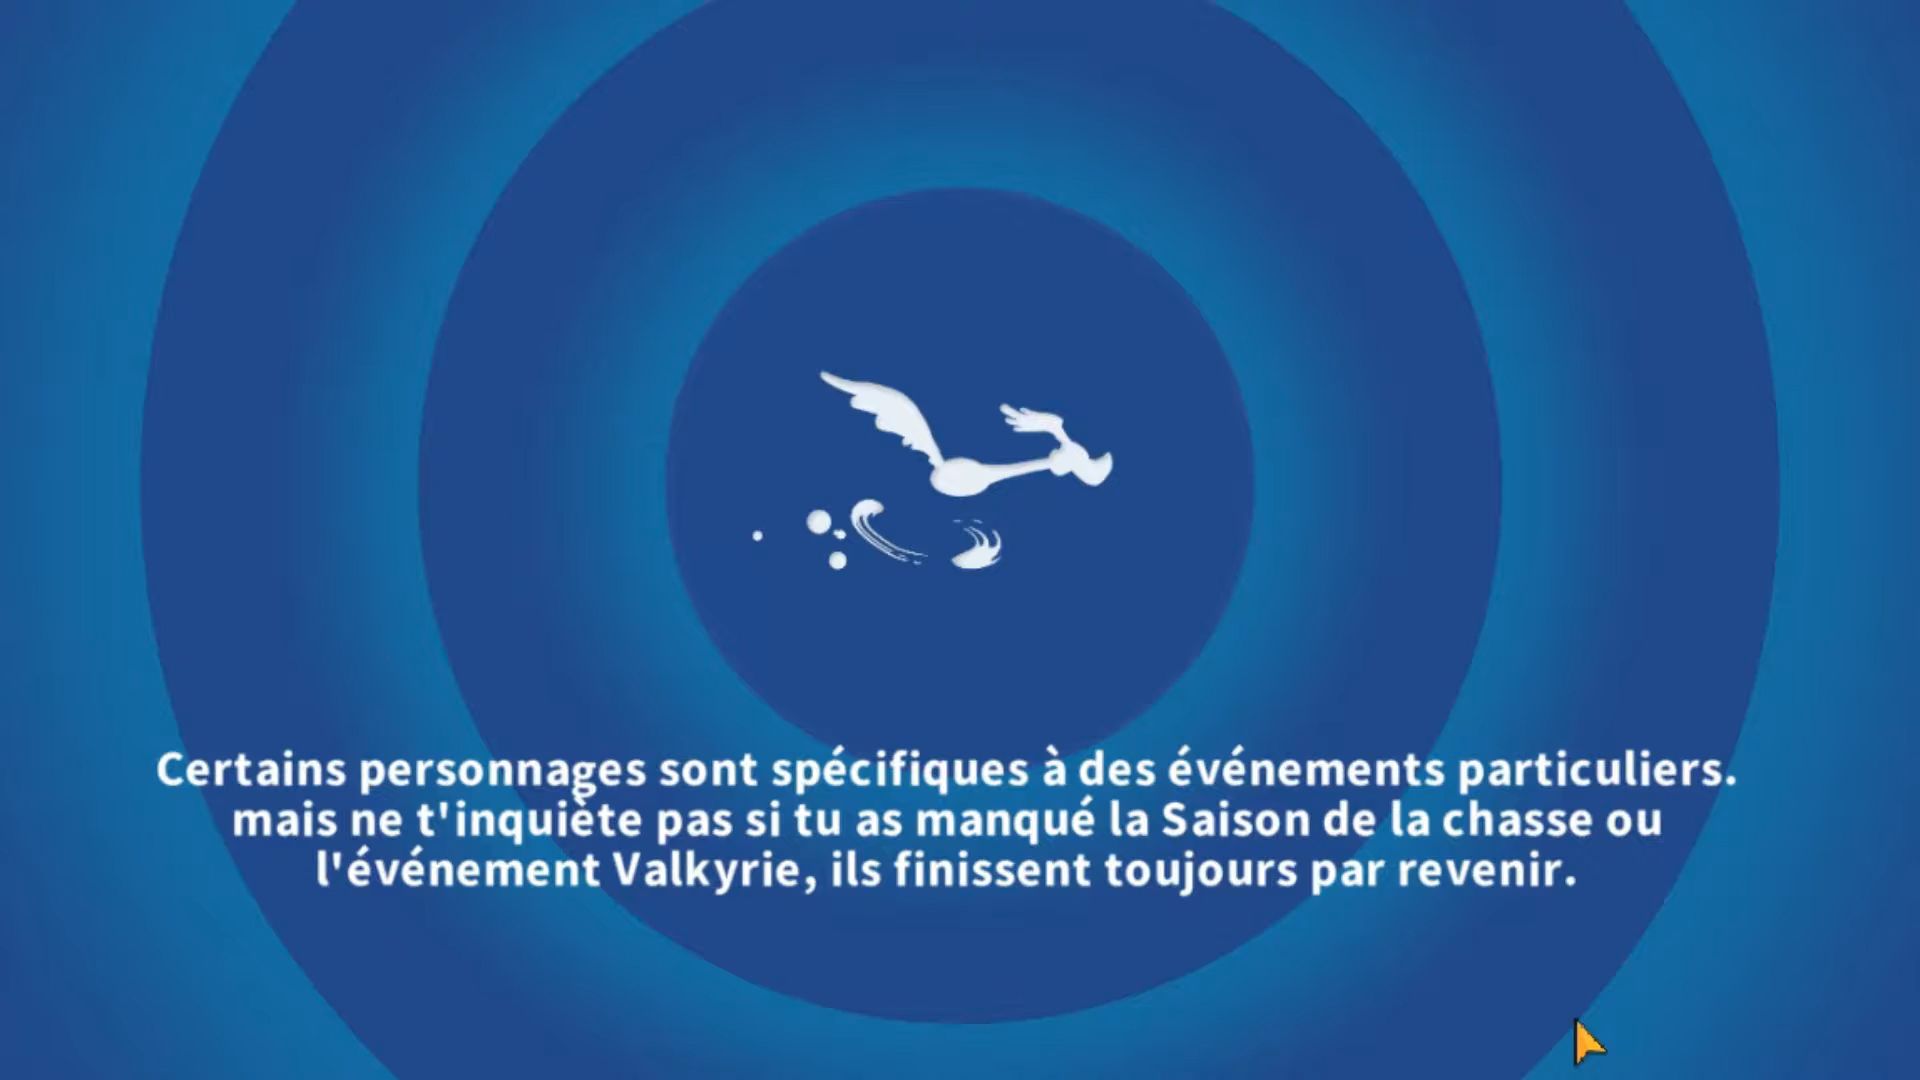 Certains personnages sont spécifiques à des événements particuliers.
mais ne t'inquiète pas si tu as manqué la Saison de la chasse ou
l'événement Valkyrie, ils finissent toujours par revenir.